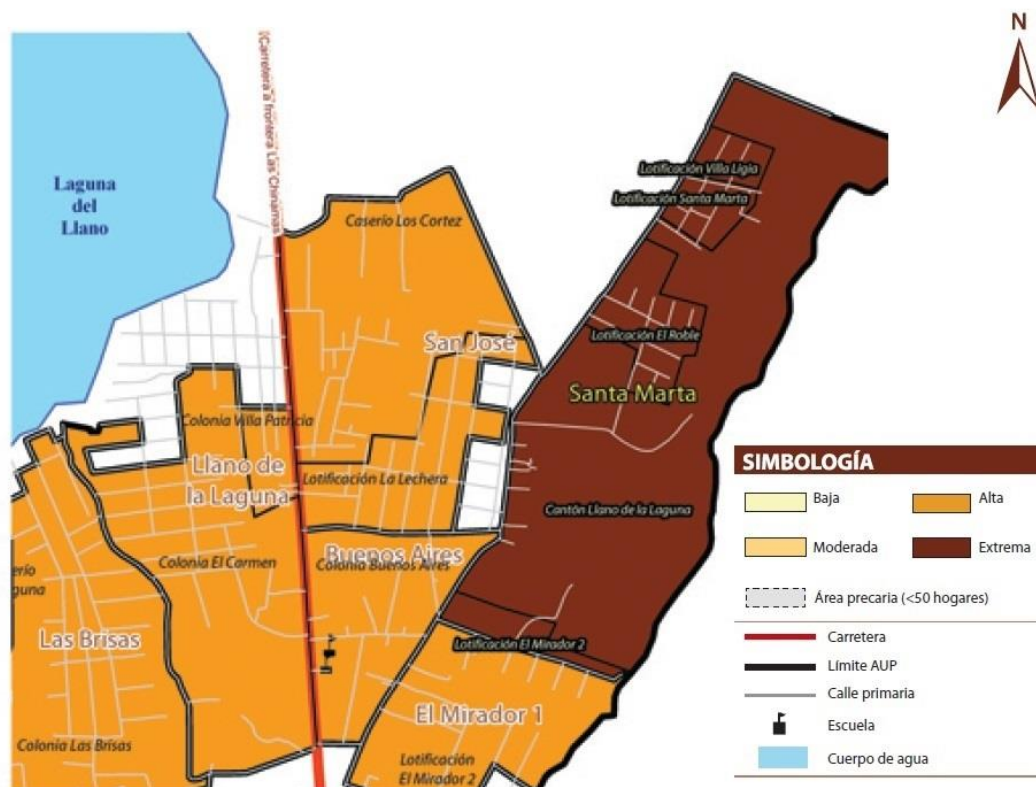 N
(Carretera a frontera Las Chinamas)
Laguna
del
Llano
Caserío Los Cortez
Lotificación Villa Ligia
Lotificación Santa Marta
San José
Lotificación El Roble
Santa Marta
Colonia Villa Patricia
Llano de
la Laguna
Lotificación La Lechera
Cantón Llano de la Laguna
Buenos Aires
Colonia Buenos Aires
Colonia El Carmen
Las Brisas
Lotificación El Mirador 2
El Mirador 1
Colonia Las Brisas
Lotificación
El Mirador 2
SIMBOLOGÍA
Baja
Alta
Moderada
Extrema
Área precaria (<50 hogares)
Carretera
Límite AUP
Calle primaria
Escuela
Cuerpo de agua